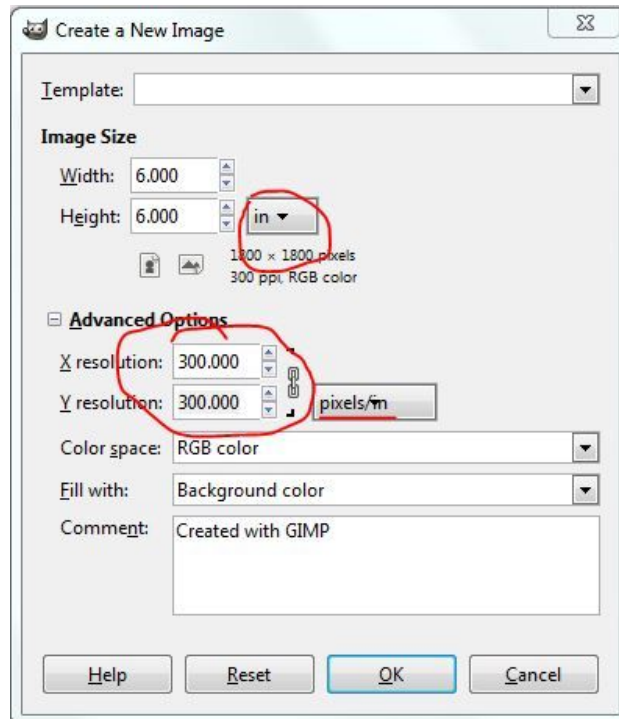 Create a New Image
Template:
Image Size
Width: 6.000
Height: 6.000 in
1800 × 1800 pixels
300 ppi, RGB color
Advanced Options
X resolution: 300.000
Y resolution: 300.000 pixels/in
Color space: RGB color
Fill with: Background color
Comment: Created with GIMP
Help Reset OK Cancel